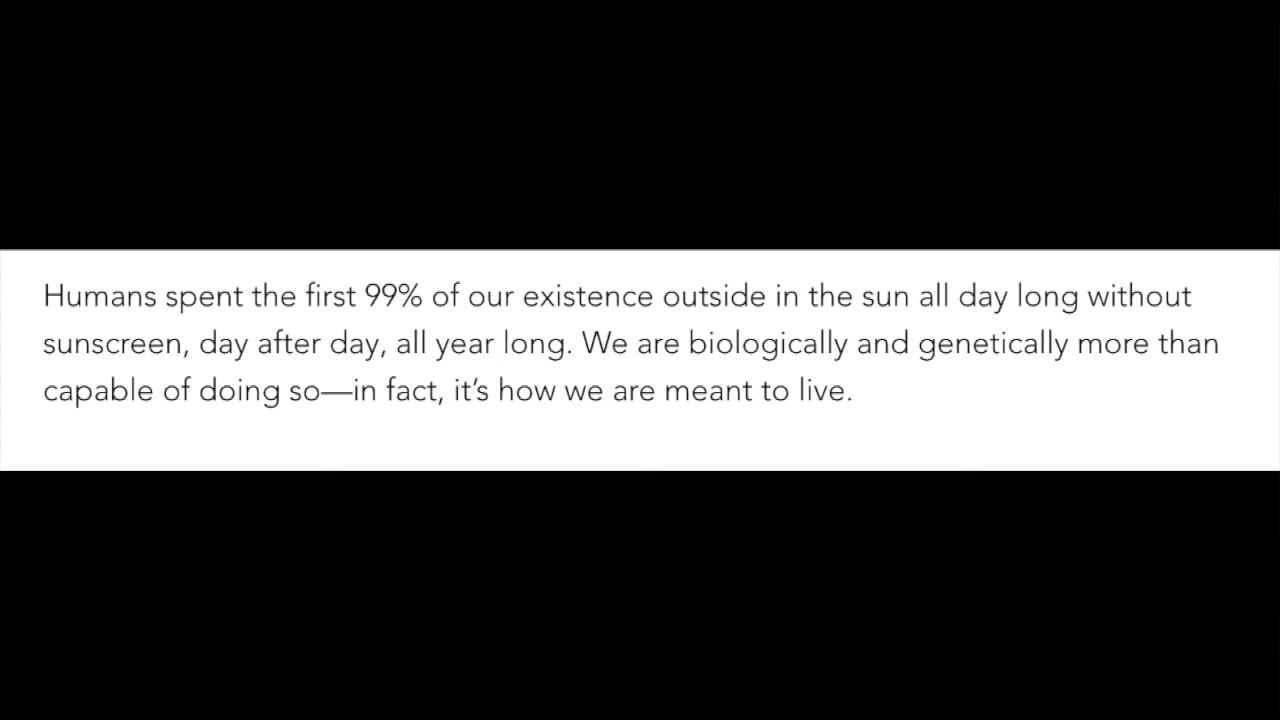 Humans spent the first 99% of our existence outside in the sun all day long without
sunscreen, day after day, all year long. We are biologically and genetically more than
capable of doing so—in fact, it’s how we are meant to live.